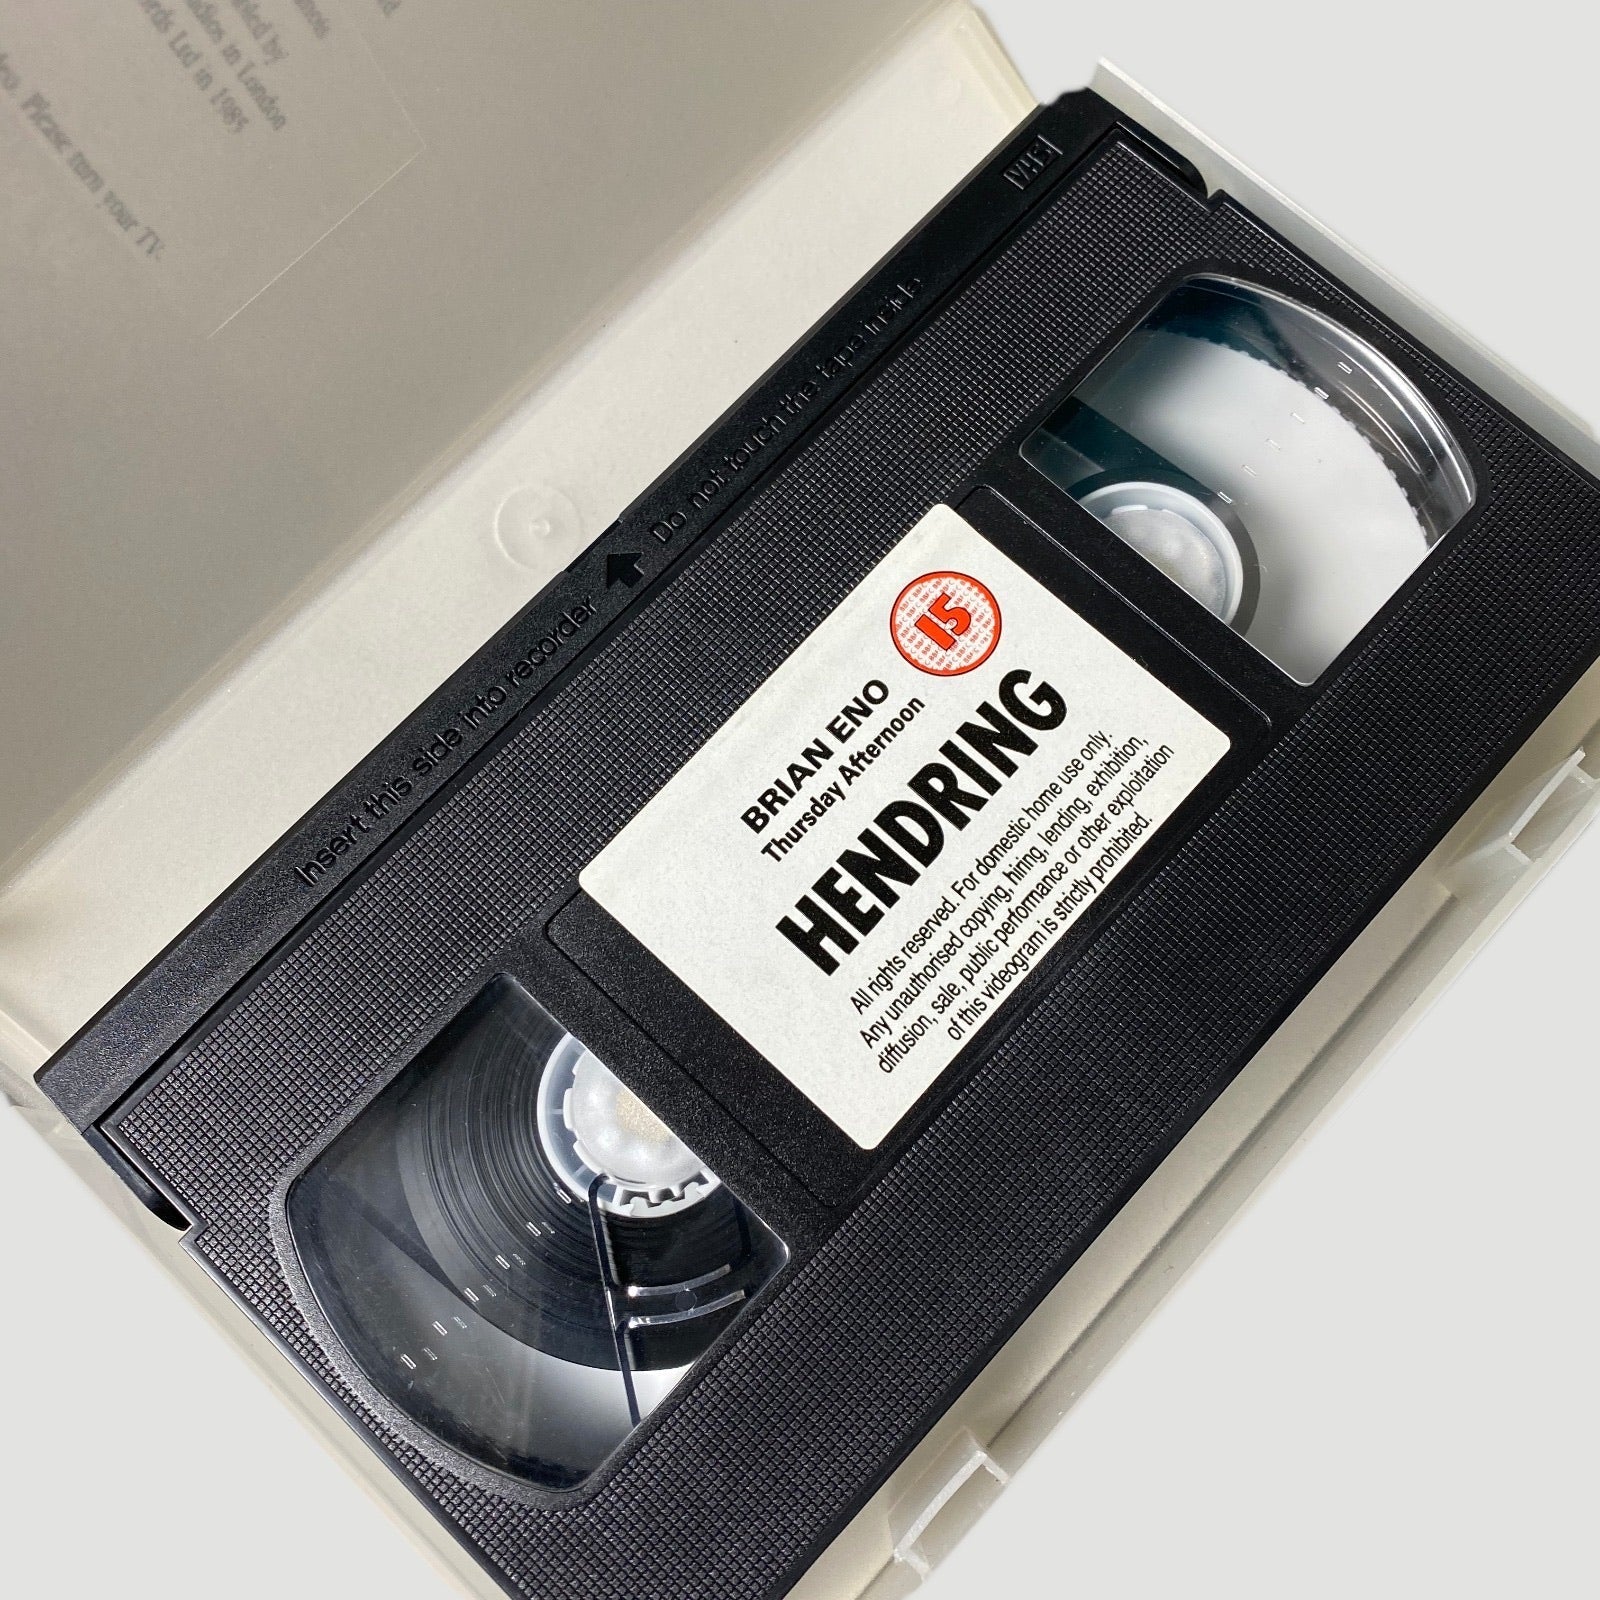 by
in London
Ltd in 1985
Please turn your TV
VHS
Insert this side into recorder
Do not touch the tape inside
15
BRIAN ENO
Thursday Afternoon
HENDRING
All rights reserved. For domestic home use only.
Any unauthorised copying, hiring, lending, exhibition,
diffusion, sale, public performance or other exploitation
of this videogram is strictly prohibited.